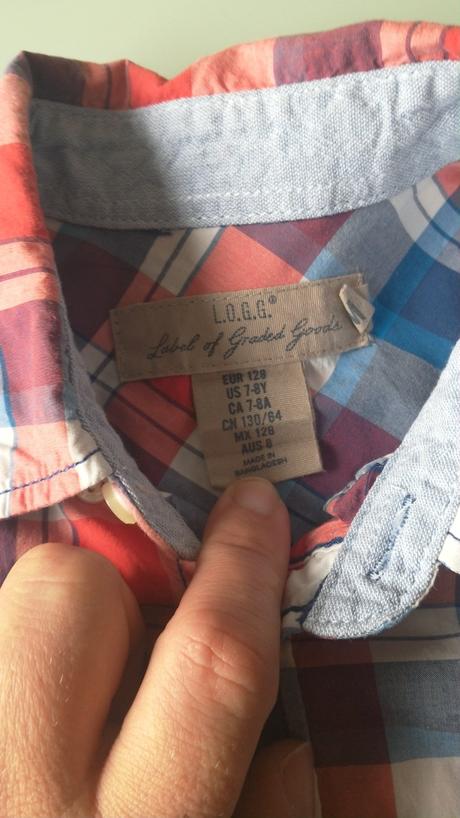 L.O.G.G.®
Label of Graded Goods
EUR 128
US 7-8Y
CA 7-8A
CN 130/64
MX 128
AUS 8
MADE IN
BANGLADESH